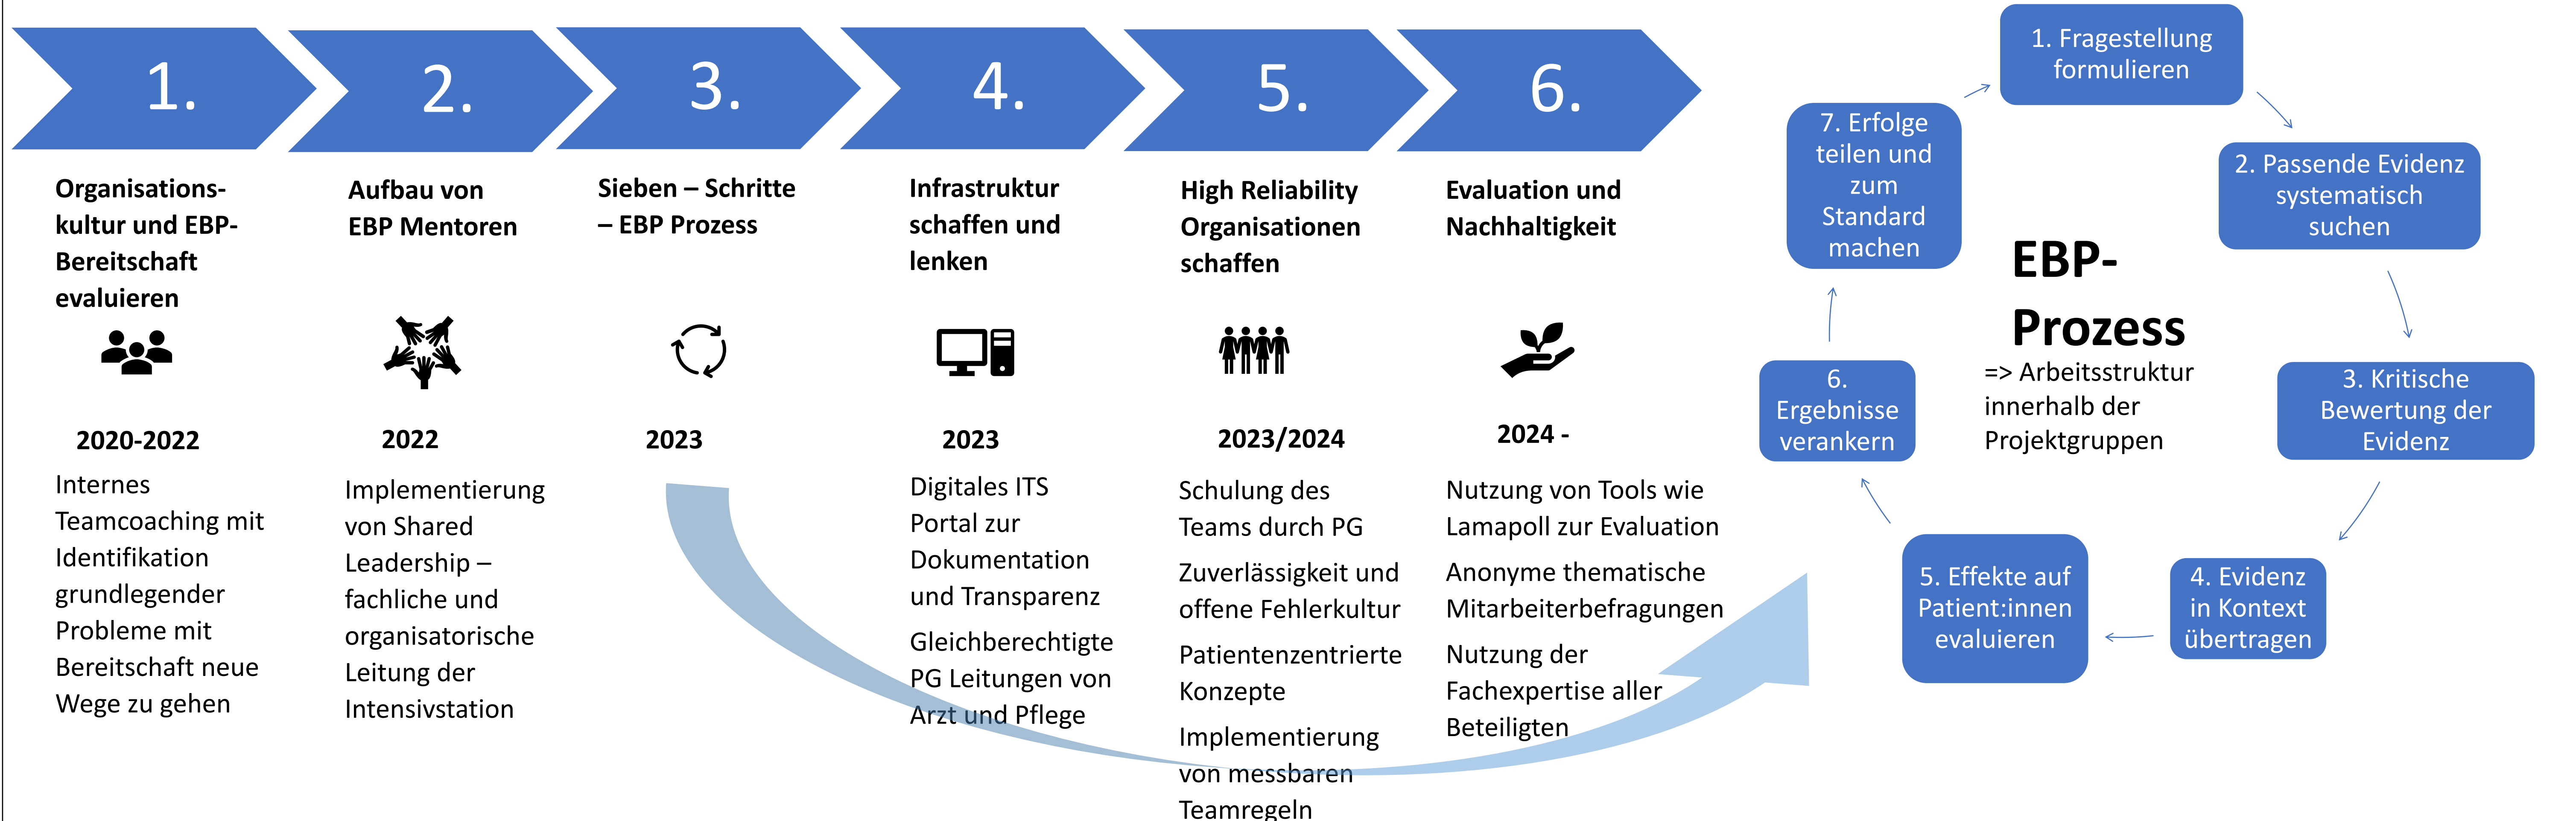 1.
2.
3.
4.
5.
6.
Organisations-
kultur und EBP-
Bereitschaft
evaluieren
2020-2022
Internes
Teamcoaching mit
Identifikation
grundlegender
Probleme mit
Bereitschaft neue
Wege zu gehen
Aufbau von
EBP Mentoren
2022
Implementierung
von Shared
Leadership –
fachliche und
organisatorische
Leitung der
Intensivstation
Sieben – Schritte
– EBP Prozess
2023
Infrastruktur
schaffen und
lenken
2023
Digitales ITS
Portal zur
Dokumentation
und Transparenz
Gleichberechtigte
PG Leitungen von
Arzt und Pflege
High Reliability
Organisationen
schaffen
2023/2024
Schulung des
Teams durch PG
Zuverlässigkeit und
offene Fehlerkultur
Patientenzentrierte
Konzepte
Implementierung
von messbaren
Teamregeln
Evaluation und
Nachhaltigkeit
2024 -
Nutzung von Tools wie
Lamapoll zur Evaluation
Anonyme thematische
Mitarbeiterbefragungen
Nutzung der
Fachexpertise aller
Beteiligten
EBP-
Prozess
=> Arbeitsstruktur
innerhalb der
Projektgruppen
1. Fragestellung
formulieren
2. Passende Evidenz
systematisch
suchen
3. Kritische
Bewertung der
Evidenz
4. Evidenz
in Kontext
übertragen
5. Effekte auf
Patient:innen
evaluieren
6.
Ergebnisse
verankern
7. Erfolge
teilen und
zum
Standard
machen